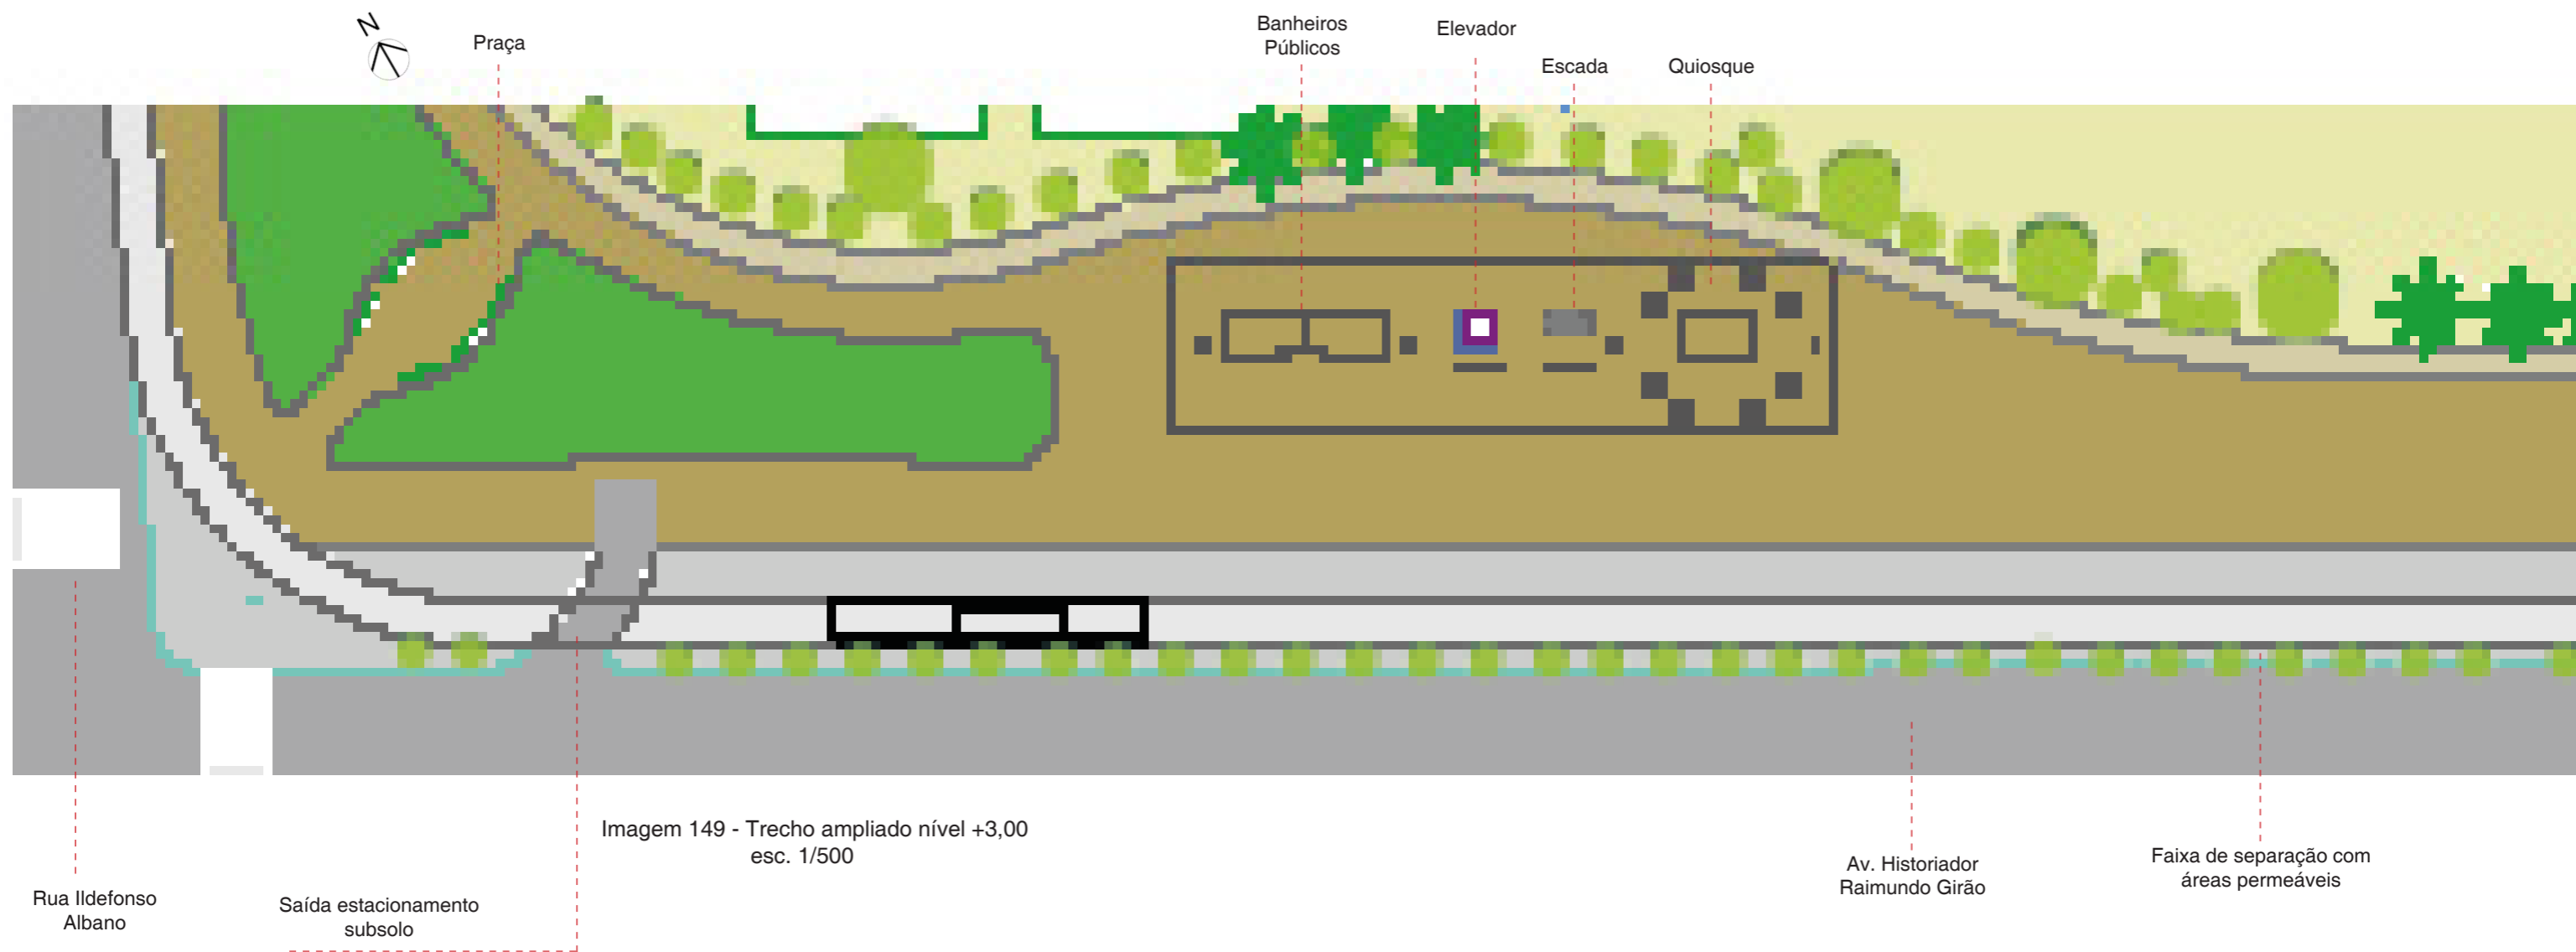 N
Praça
Banheiros
Públicos
Elevador
Escada
Quiosque
Imagem 149 - Trecho ampliado nível +3,00
esc. 1/500
Av. Historiador
Raimundo Girão
Faixa de separação com
áreas permeáveis
Rua Ildefonso
Albano
Saída estacionamento
subsolo